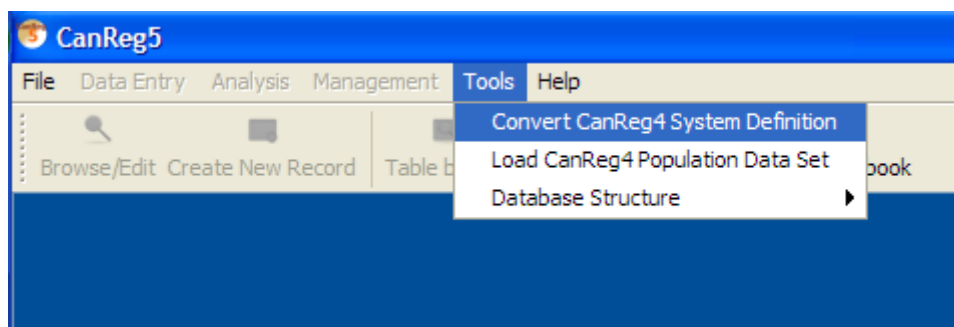 CanReg5
File Data Entry Analysis Management Tools Help
Convert CanReg4 System Definition
Load CanReg4 Population Data Set
Database Structure
Browse/Edit Create New Record Table